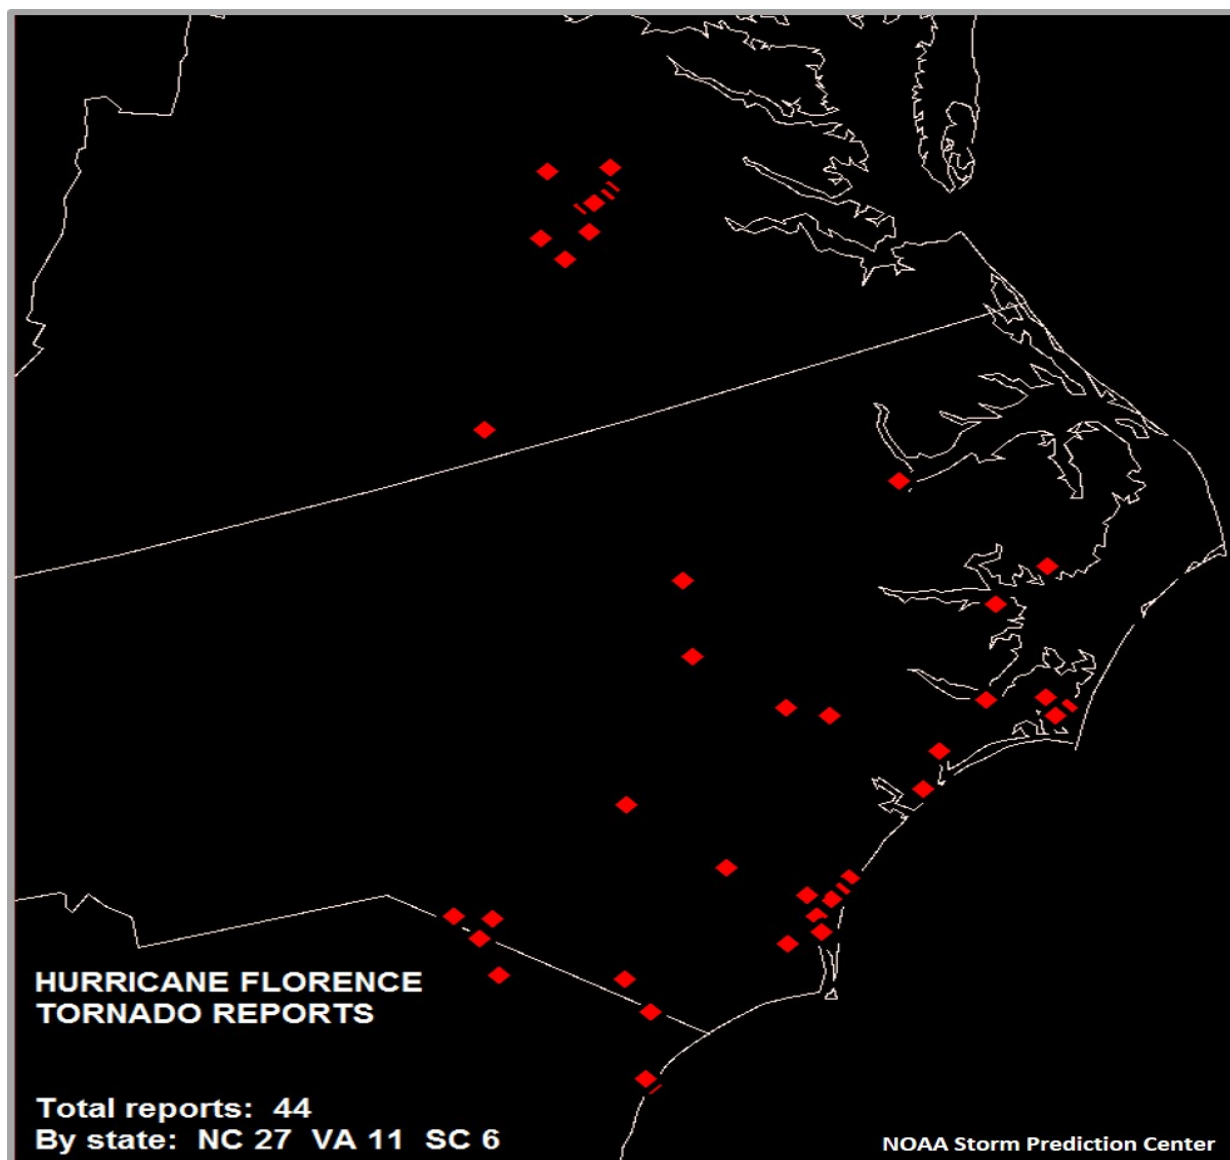 HURRICANE FLORENCE
TORNADO REPORTS
Total reports: 44
By state: NC 27 VA 11 SC 6
NOAA Storm Prediction Center